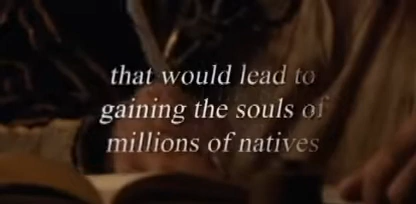 that would lead to
gaining the souls of
millions of natives